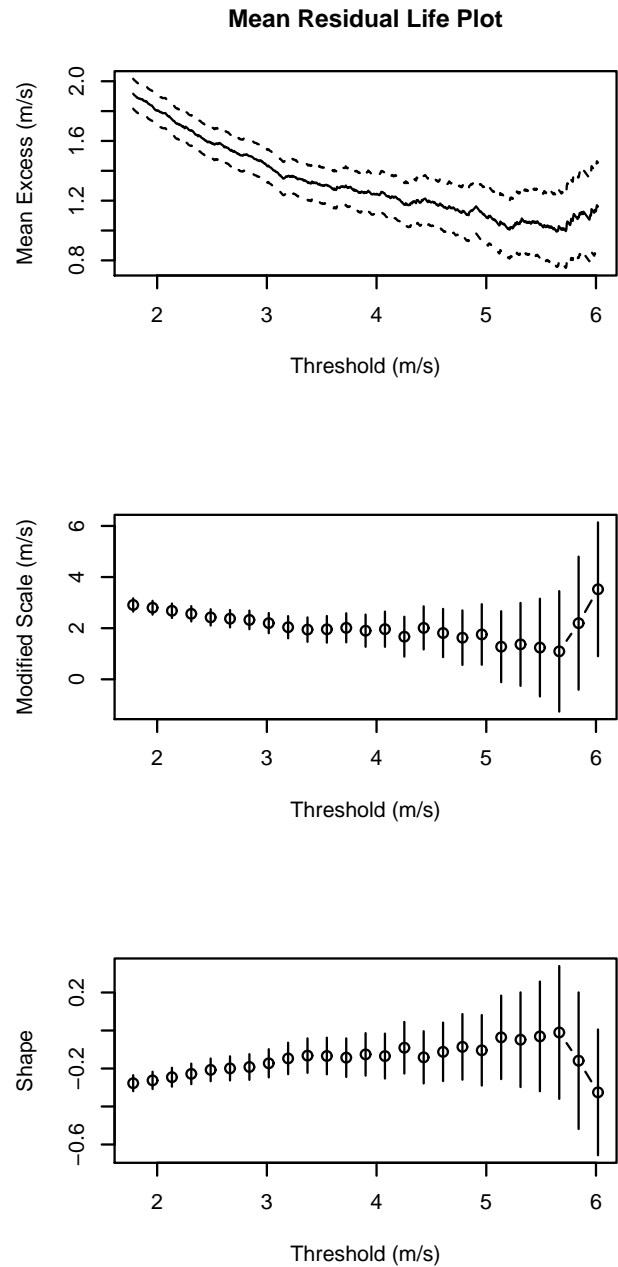 Mean Residual Life Plot
Mean Excess (m/s)
2.0
1.6
1.2
0.8
2 3 4 5 6
Threshold (m/s)
Modified Scale (m/s)
6
4
2
0
2 3 4 5 6
Threshold (m/s)
Shape
0.2
−0.2
−0.6
2 3 4 5 6
Threshold (m/s)